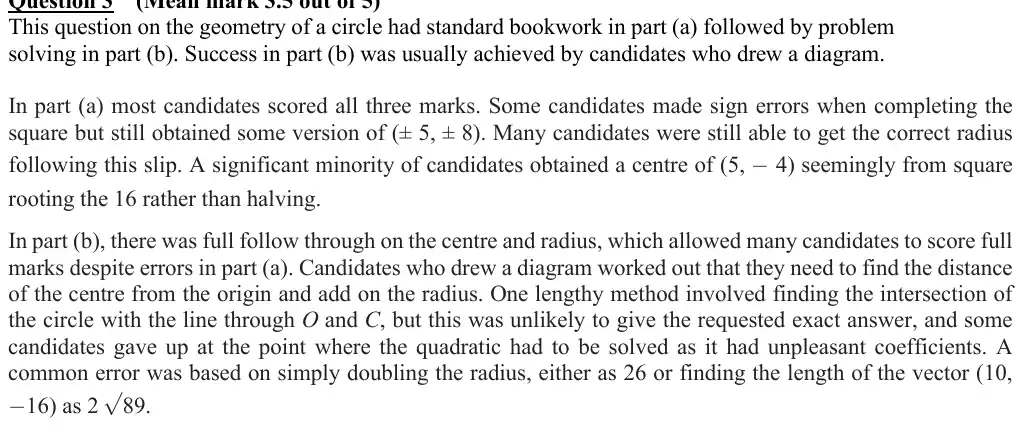 Question 3 (Mean mark 3.5 out of 5)
This question on the geometry of a circle had standard bookwork in part (a) followed by problem
solving in part (b). Success in part (b) was usually achieved by candidates who drew a diagram.
In part (a) most candidates scored all three marks. Some candidates made sign errors when completing the
square but still obtained some version of (± 5, ± 8). Many candidates were still able to get the correct radius
following this slip. A significant minority of candidates obtained a centre of (5, – 4) seemingly from square
rooting the 16 rather than halving.
In part (b), there was full follow through on the centre and radius, which allowed many candidates to score full
marks despite errors in part (a). Candidates who drew a diagram worked out that they need to find the distance
of the centre from the origin and add on the radius. One lengthy method involved finding the intersection of
the circle with the line through O and C, but this was unlikely to give the requested exact answer, and some
candidates gave up at the point where the quadratic had to be solved as it had unpleasant coefficients. A
common error was based on simply doubling the radius, either as 26 or finding the length of the vector (10,
–16) as 2 √89.